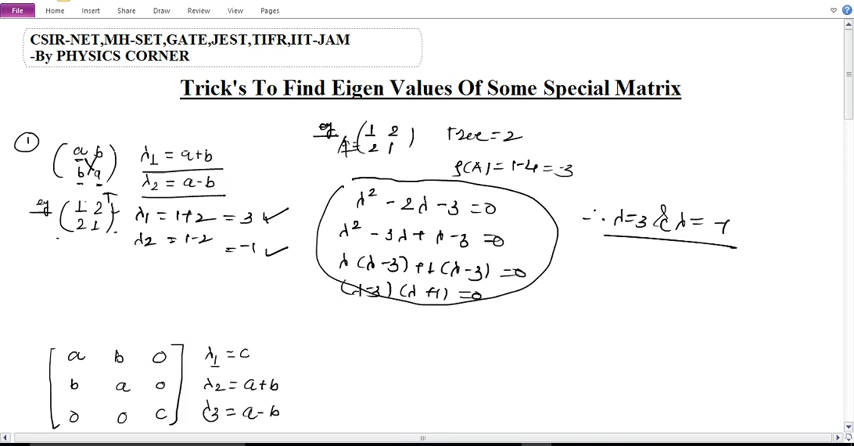 File Home Insert Share Draw Review View Pages
CSIR-NET,MH-SET,GATE,JEST,TIFR,IIT-JAM
-By PHYSICS CORNER
Trick's To Find Eigen Values Of Some Special Matrix
① (a b
b a) λ1 = a+b
λ2 = a-b
eg (1 2
2 1) λ1 = 1+2 = 3 ✓
λ2 = 1-2
= -1 ✓
eg A = (1 2
2 1) Trace = 2
ρ(A) = 1-4 = -3
λ² - 2λ - 3 = 0
λ² - 3λ + λ - 3 = 0
λ(λ-3) + 1(λ-3) = 0
(λ-3)(λ+1) = 0
∴ λ=3 & λ = -1
[a b 0
b a 0
0 0 c]
λ1 = c
λ2 = a+b
λ3 = a-b